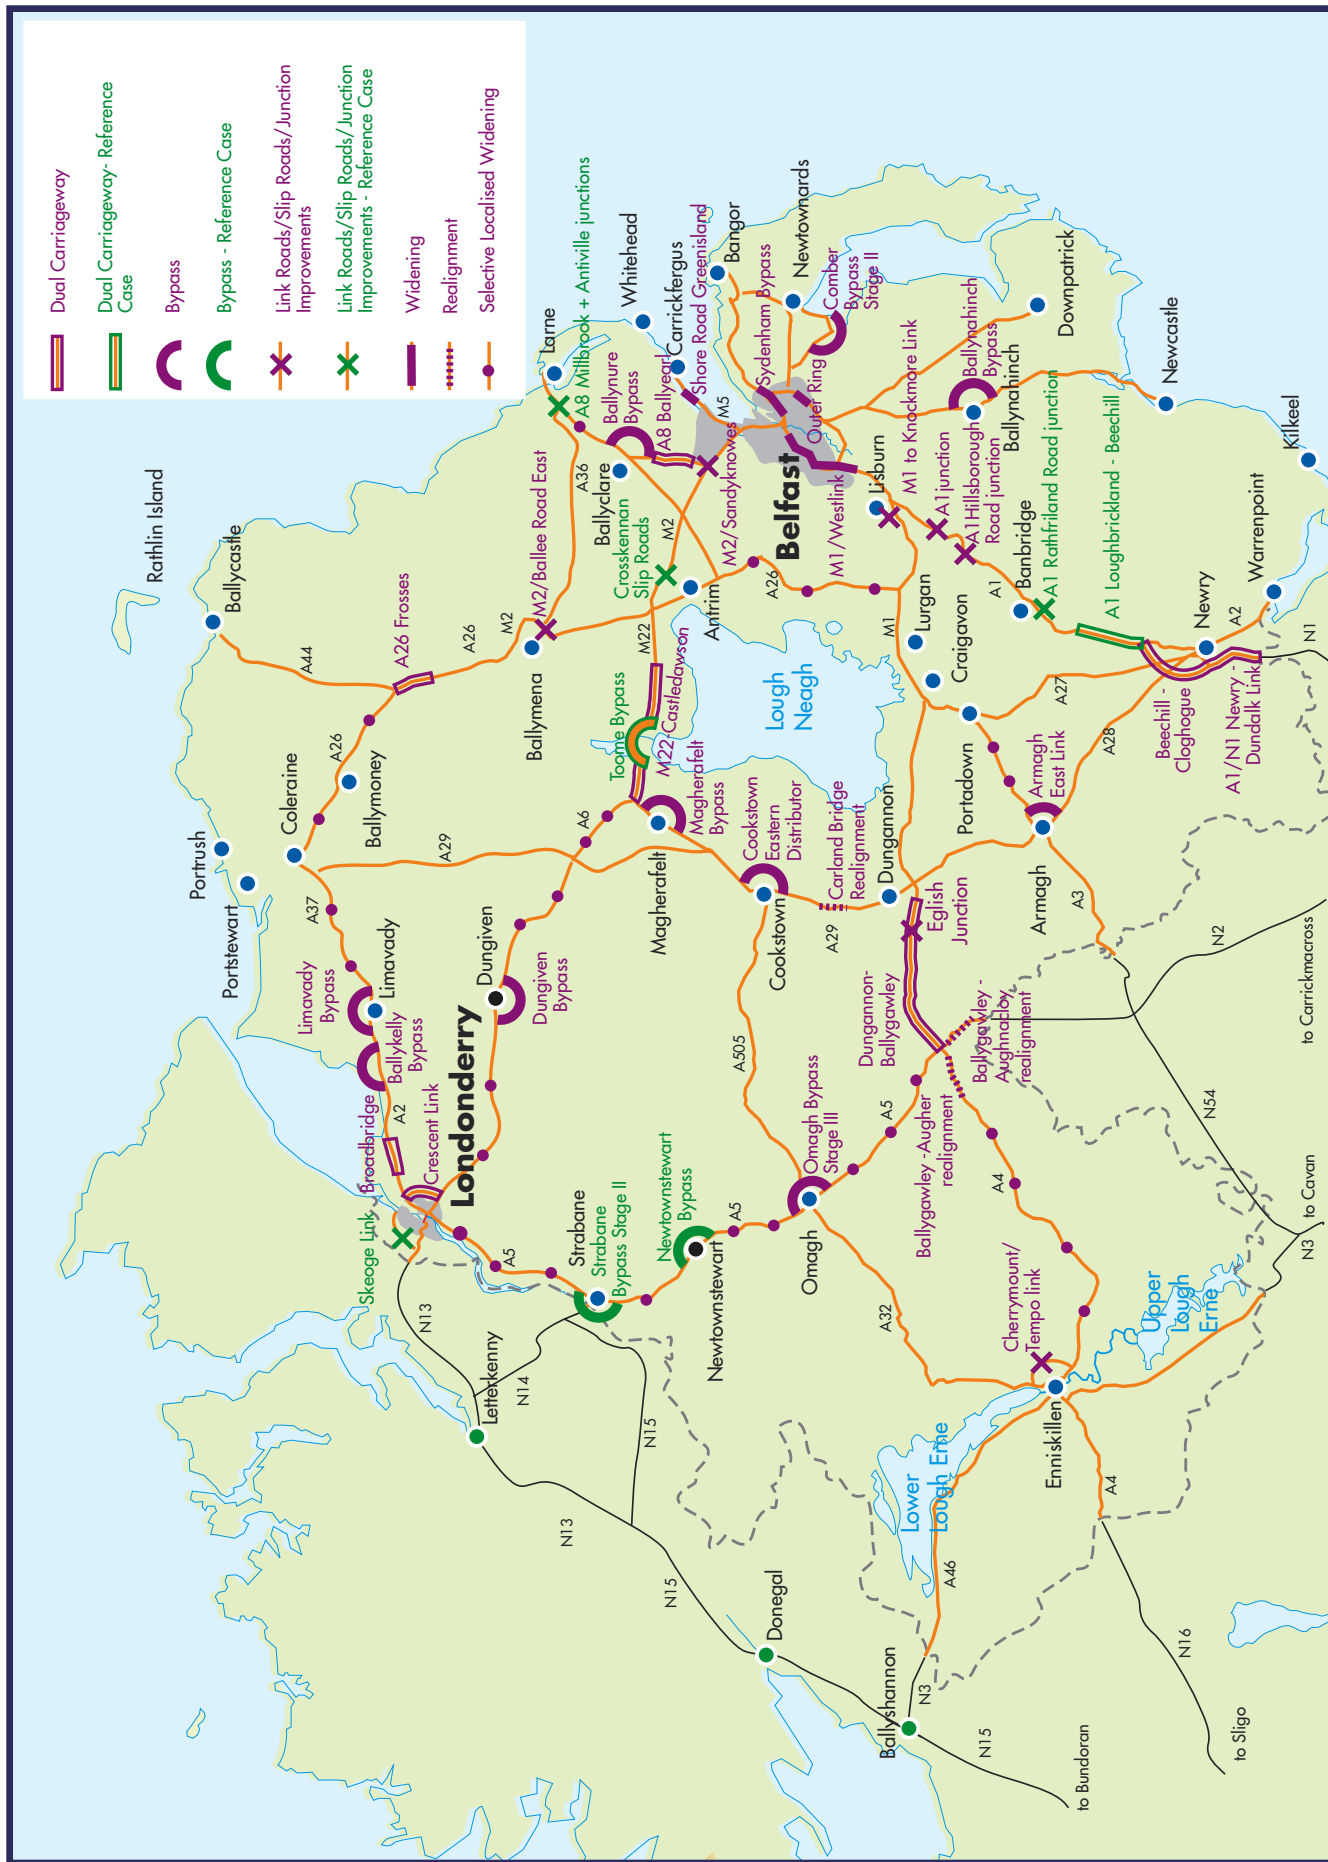 Dual Carriageway
Dual Carriageway- Reference
Case
Bypass
Bypass - Reference Case
Link Roads/Slip Roads/Junction
Improvements
Link Roads/Slip Roads/Junction
Improvements - Reference Case
Widening
Realignment
Selective Localised Widening
Rathlin Island
Ballycastle
A44
A26 Frosses
A26
M2
M2/Ballee Road East
Ballymena
Portrush
Portstewart
Coleraine
A26
Ballymoney
A29
A37
Limavady
Bypass
Limavady
Ballykelly
Bypass
A2
Broadbridge
Crescent Link
Londonderry
Skeoge Link
Dungiven
Dungiven
Bypass
A6
Larne
A8 Millbrook + Antiville junctions
Whitehead
Carrickfergus
Shore Road Greenisland
Ballynure
Bypass
A8 Ballyearl
A36
Ballyclare
Crosskennan
Slip Roads
M2
M5
M2/Sandyknowes
M22
Antrim
A26
Toome Bypass
M22-Castledawson
Magherafelt
Bypass
Magherafelt
Lough
Neagh
Bangor
Newtownards
Sydenham Bypass
Comber
Bypass
Stage II
Outer Ring
Belfast
M1/Westlink
Lisburn
M1 to Knockmore Link
A1 junction
A1Hillsborough
Road junction
Ballynahinch
Bypass
Ballynahinch
Downpatrick
Newcastle
Kilkeel
Warrenpoint
Newry
A2
N1
A1 Rathfriland Road junction
A1 Loughbrickland - Beechill
Banbridge
A1
Lurgan
M1
Craigavon
A27
Beechill -
Cloghogue
A1/N1 Newry -
Dundalk Link
A28
Portadown
Armagh
East Link
Armagh
A3
Cookstown
Eastern
Distributor
Cookstown
Carland Bridge
Realignment
A29
Dungannon
Eglish
Junction
Dungannon-
Ballygawley
Ballygawley -
Aughnacloy
realignment
Ballygawley -Augher
realignment
A505
Omagh Bypass
Stage III
Omagh
A5
A4
A5
Newtownstewart
Bypass
Newtownstewart
Strabane
Strabane
Bypass Stage II
A5
A32
Cherrymount/
Tempo link
Enniskillen
Upper
Lough
Erne
Lower
Lough Erne
A46
A4
N2
to Carrickmacross
N54
to Cavan
N3
N13
Letterkenny
N14
N15
N13
N15
Donegal
Ballyshannon
N3
N15
to Bundoran
N16
to Sligo